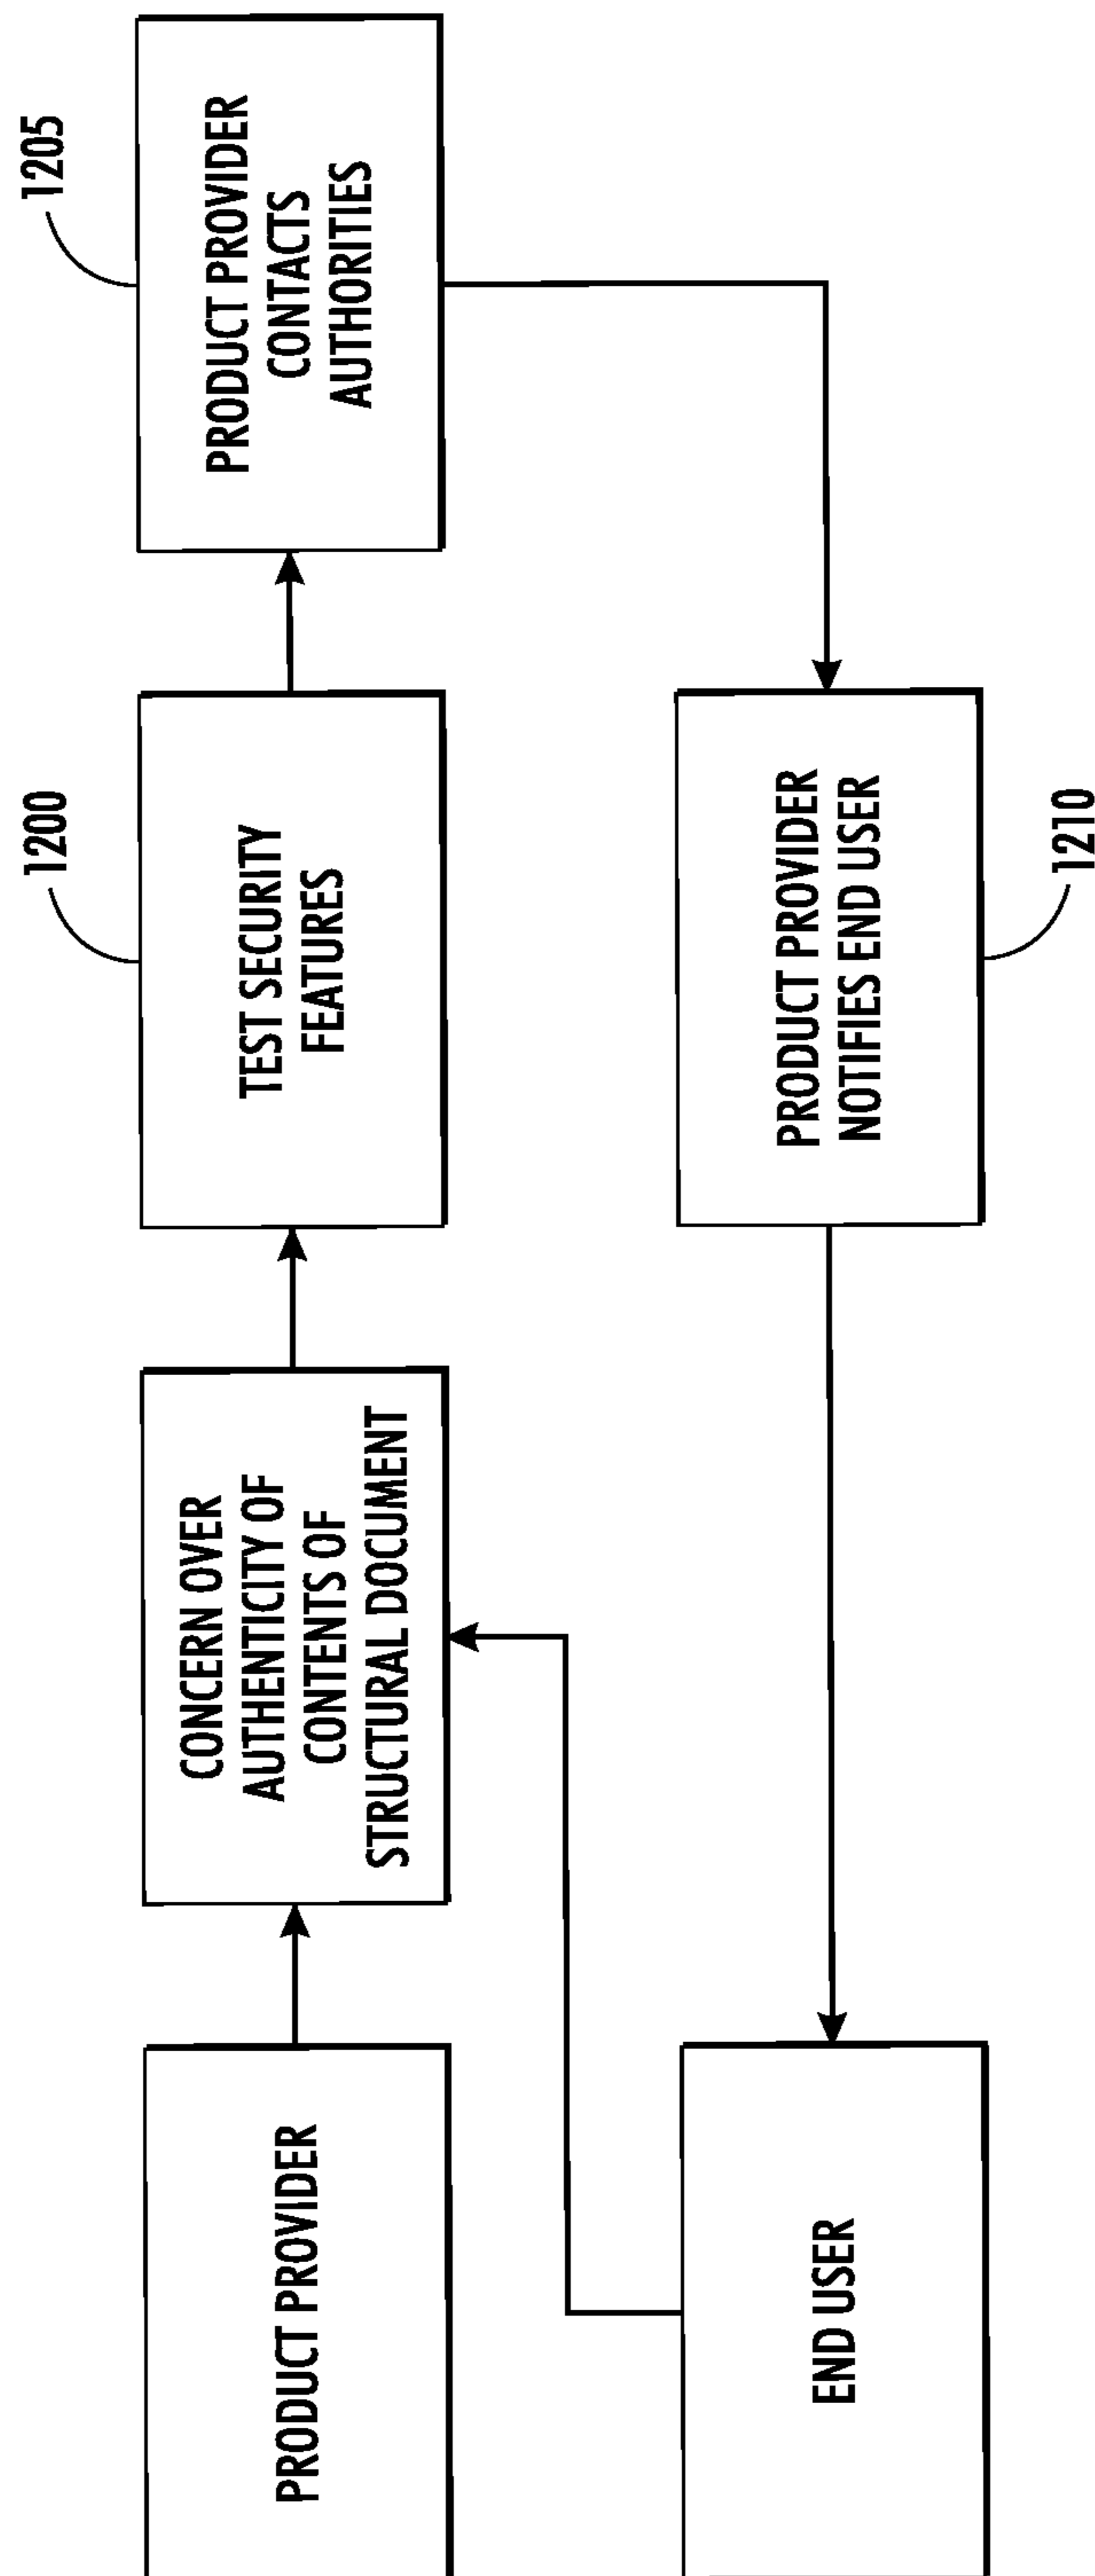 PRODUCT PROVIDER
CONCERN OVER
AUTHENTICITY OF
CONTENTS OF
STRUCTURAL DOCUMENT
1200
TEST SECURITY
FEATURES
1205
PRODUCT PROVIDER
CONTACTS
AUTHORITIES
END USER
PRODUCT PROVIDER
NOTIFIES END USER
1210